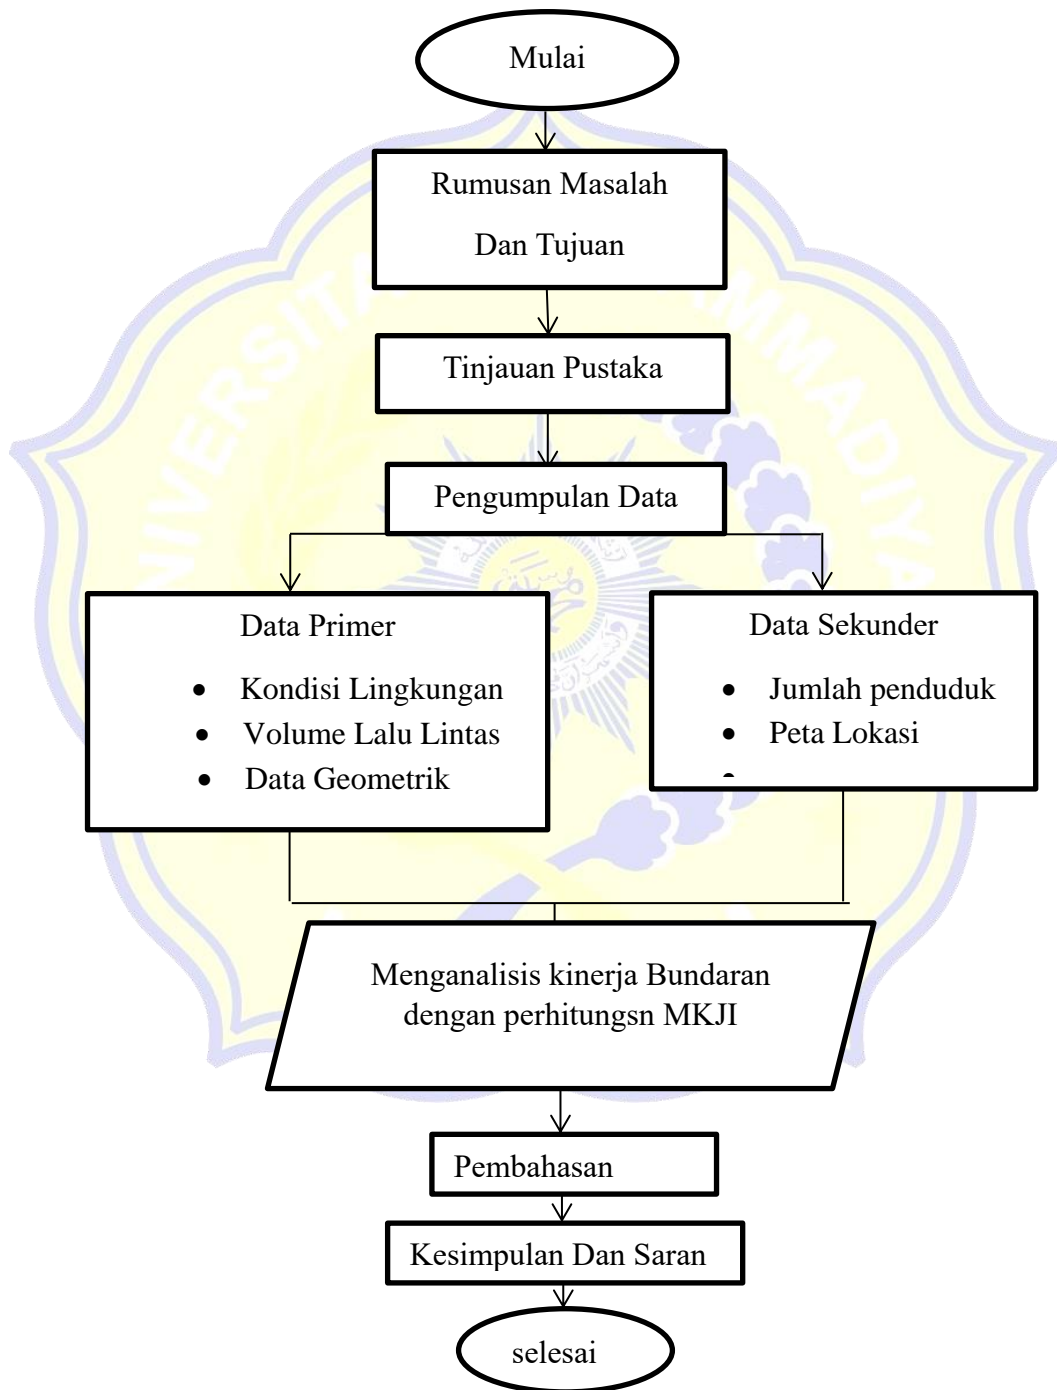 Mulai
Rumusan Masalah
Dan Tujuan
Tinjauan Pustaka
Pengumpulan Data
Data Primer
• Kondisi Lingkungan
• Volume Lalu Lintas
• Data Geometrik
Data Sekunder
• Jumlah penduduk
• Peta Lokasi
•
Menganalisis kinerja Bundaran
dengan perhitungsn MKJI
Pembahasan
Kesimpulan Dan Saran
selesai